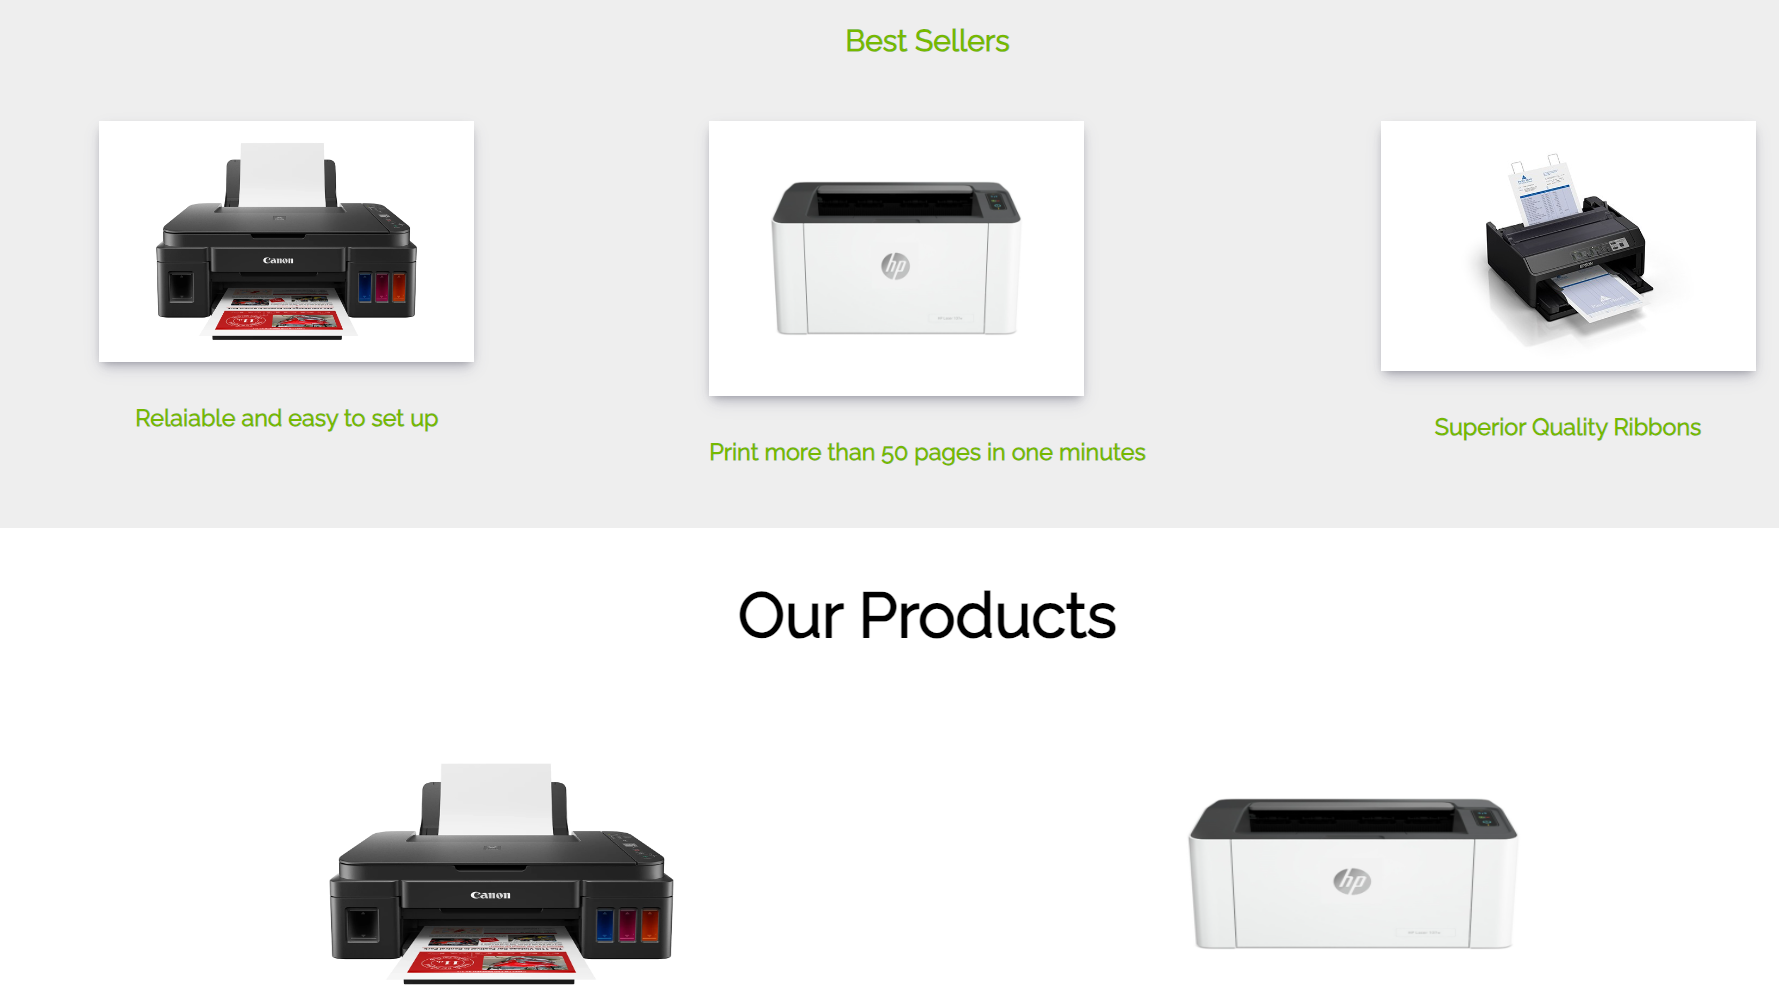 Best Sellers
Canon
hp
EPSON
Relaiable and easy to set up
Print more than 50 pages in one minutes
Superior Quality Ribbons
Our Products
Canon
hp